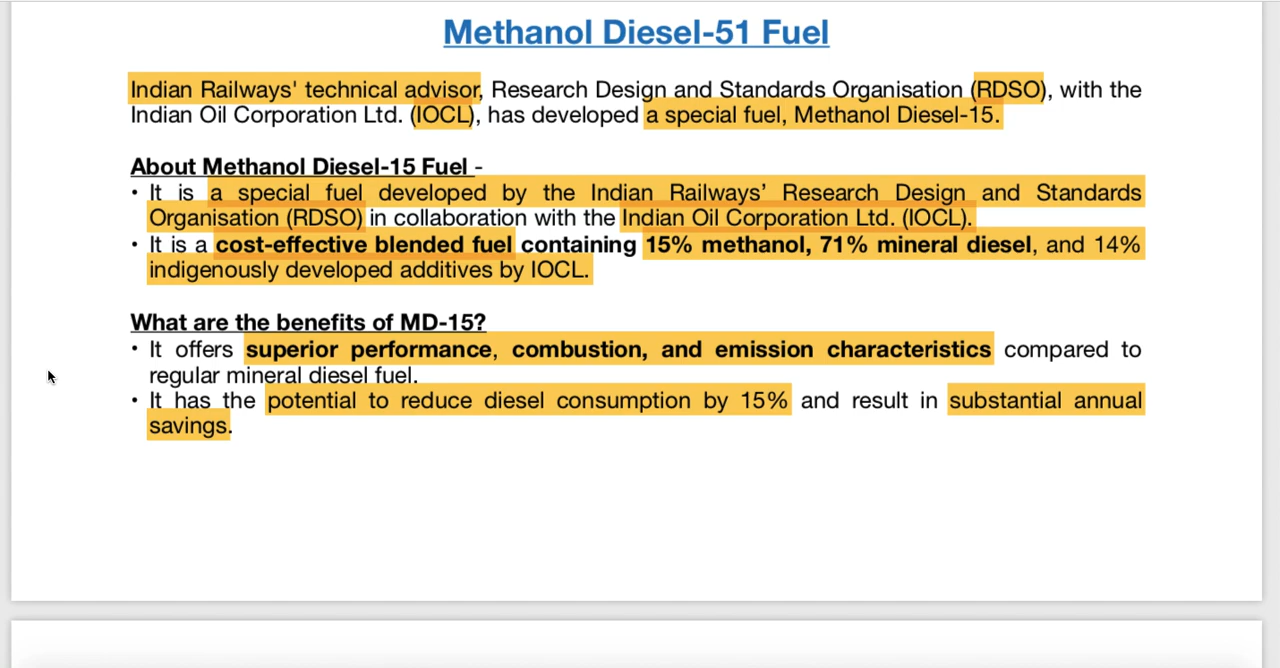 Methanol Diesel-51 Fuel
Indian Railways' technical advisor, Research Design and Standards Organisation (RDSO), with the
Indian Oil Corporation Ltd. (IOCL), has developed a special fuel, Methanol Diesel-15.
About Methanol Diesel-15 Fuel -
• It is a special fuel developed by the Indian Railways’ Research Design and Standards
Organisation (RDSO) in collaboration with the Indian Oil Corporation Ltd. (IOCL).
• It is a cost-effective blended fuel containing 15% methanol, 71% mineral diesel, and 14%
indigenously developed additives by IOCL.
What are the benefits of MD-15?
• It offers superior performance, combustion, and emission characteristics compared to
regular mineral diesel fuel.
• It has the potential to reduce diesel consumption by 15% and result in substantial annual
savings.